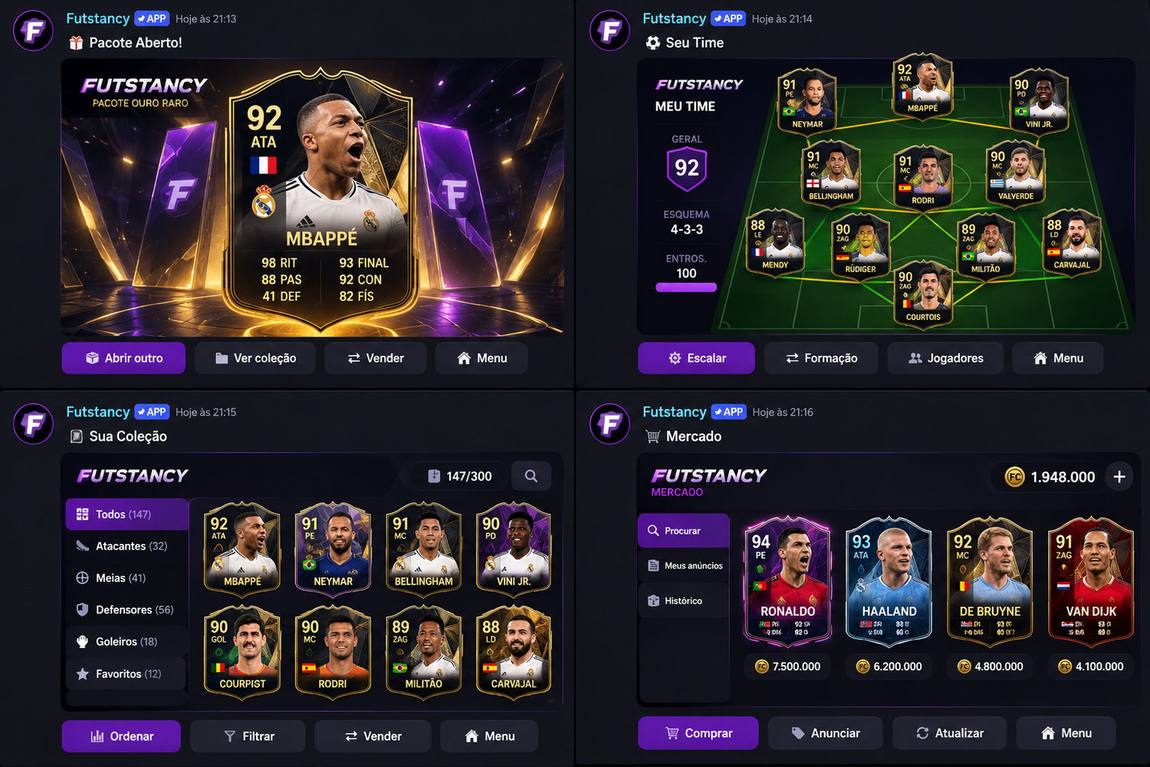 Futstancy APP Hoje às 21:13
Pacote Aberto!
FUTSTANCY
PACOTE OURO RARO
92
ATA
MBAPPÉ
98 RIT 93 FINAL
88 PAS 92 CON
41 DEF 82 FÍS
Abrir outro Ver coleção Vender Menu
Futstancy APP Hoje às 21:14
Seu Time
FUTSTANCY
MEU TIME
GERAL
92
ESQUEMA
4-3-3
ENTROS.
100
91
PE
NEYMAR
92
ATA
MBAPPÉ
90
PD
VINI JR.
91
MC
BELLINGHAM
91
MC
RODRI
90
MC
VALVERDE
88
LE
MENDY
90
ZAG
RÜDIGER
89
ZAG
MILITÃO
88
LD
CARVAJAL
90
ZAG
COURTOIS
Escalar Formação Jogadores Menu
Futstancy APP Hoje às 21:15
Sua Coleção
FUTSTANCY
147/300
Todos (147)
Atacantes (32)
Meias (41)
Defensores (56)
Goleiros (18)
Favoritos (12)
92
ATA
MBAPPÉ
91
PE
NEYMAR
91
MC
BELLINGHAM
90
PD
VINI JR.
90
GOL
COURPIST
90
MC
RODRI
89
ZAG
MILITÃO
88
LD
CARVAJAL
Ordenar Filtrar Vender Menu
Futstancy APP Hoje às 21:16
Mercado
FUTSTANCY
MERCADO
FC 1.948.000 +
Procurar
Meus anúncios
Histórico
94
PE
RONALDO
93
ATA
HAALAND
92
MC
DE BRUYNE
91
ZAG
VAN DIJK
FC 7.500.000
FC 6.200.000
FC 4.800.000
FC 4.100.000
Comprar Anunciar Atualizar Menu